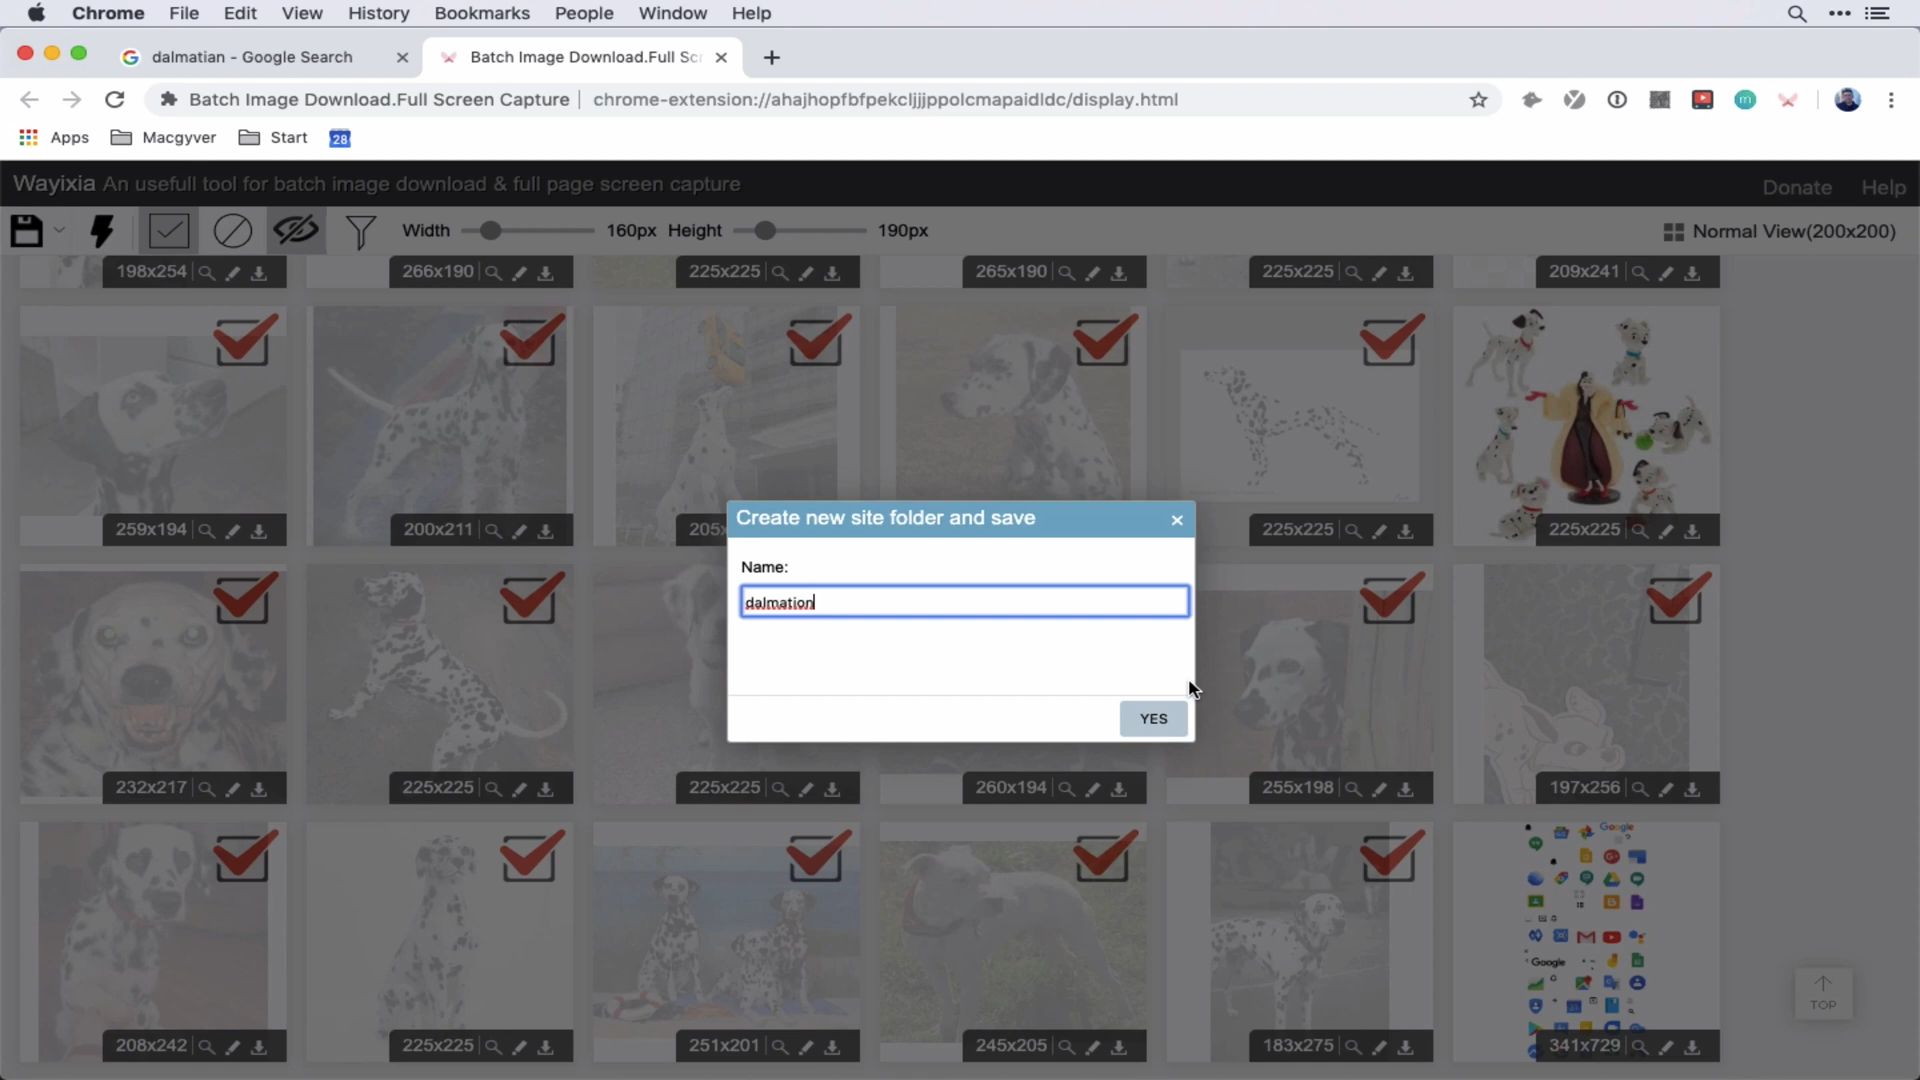 Chrome File Edit View History Bookmarks People Window Help
dalmatian - Google Search
Batch Image Download.Full Scr
Batch Image Download.Full Screen Capture | chrome-extension://ahajhopfbfpekcljjjppolcmapaidldc/display.html
Apps Macgyver Start 28
Wayixia An usefull tool for batch image download & full page screen capture
Donate Help
Width 160px Height 190px
Normal View(200x200)
198x254 266x190 225x225 265x190 225x225 209x241
259x194 200x211 205x 225x225 225x225
Create new site folder and save
Name:
dalmation
YES
232x217 225x225 225x225 260x194 255x198 197x256
Google
Google
TOP
208x242 225x225 251x201 245x205 183x275 341x729